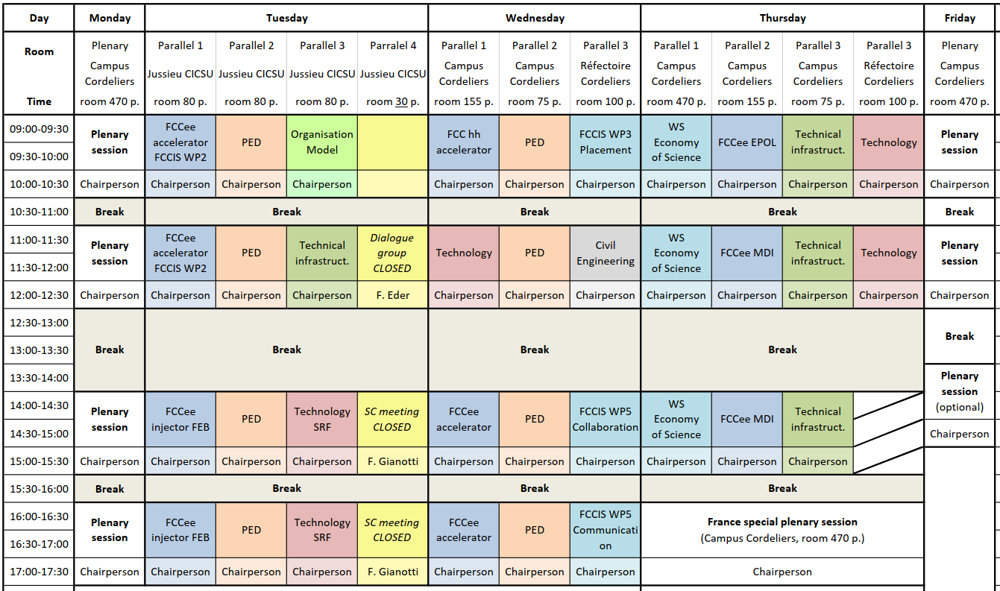 Day Monday Tuesday Wednesday Thursday Friday
Room Plenary Parallel 1 Parallel 2 Parallel 3 Parralel 4 Parallel 1 Parallel 2 Parallel 3 Parallel 1 Parallel 2 Parallel 3 Parallel 3 Plenary
Campus Cordeliers Jussieu CICSU Jussieu CICSU Jussieu CICSU Jussieu CICSU Campus Cordeliers Campus Cordeliers Réfectoire Cordeliers Campus Cordeliers Campus Cordeliers Campus Cordeliers Réfectoire Cordeliers Campus Cordeliers
Time room 470 p. room 80 p. room 80 p. room 80 p. room 30 p. room 155 p. room 75 p. room 100 p. room 470 p. room 155 p. room 75 p. room 100 p. room 470 p.
09:00-09:30 Plenary session FCCee accelerator FCCIS WP2 PED Organisation Model FCC hh accelerator PED FCCIS WP3 Placement WS Economy of Science FCCee EPOL Technical infrastruct. Technology Plenary session
09:30-10:00
10:00-10:30 Chairperson Chairperson Chairperson Chairperson Chairperson Chairperson Chairperson Chairperson Chairperson Chairperson Chairperson Chairperson
10:30-11:00 Break Break Break Break Break
11:00-11:30 Plenary session FCCee accelerator FCCIS WP2 PED Technical infrastruct. Dialogue group CLOSED Technology PED Civil Engineering WS Economy of Science FCCee MDI Technical infrastruct. Technology Plenary session
11:30-12:00
12:00-12:30 Chairperson Chairperson Chairperson Chairperson F. Eder Chairperson Chairperson Chairperson Chairperson Chairperson Chairperson Chairperson Chairperson
12:30-13:00
13:00-13:30 Break Break Break Break Break
13:30-14:00 Plenary session (optional)
14:00-14:30 Plenary session FCCee injector FEB PED Technology SRF SC meeting CLOSED FCCee accelerator PED FCCIS WP5 Collaboration WS Economy of Science FCCee MDI Technical infrastruct.
14:30-15:00 Chairperson
15:00-15:30 Chairperson Chairperson Chairperson Chairperson F. Gianotti Chairperson Chairperson Chairperson Chairperson Chairperson Chairperson
15:30-16:00 Break Break Break Break
16:00-16:30 Plenary session FCCee injector FEB PED Technology SRF SC meeting CLOSED FCCee accelerator PED FCCIS WP5 Communicati on France special plenary session
16:30-17:00 (Campus Cordeliers, room 470 p.)
17:00-17:30 Chairperson Chairperson Chairperson Chairperson F. Gianotti Chairperson Chairperson Chairperson Chairperson